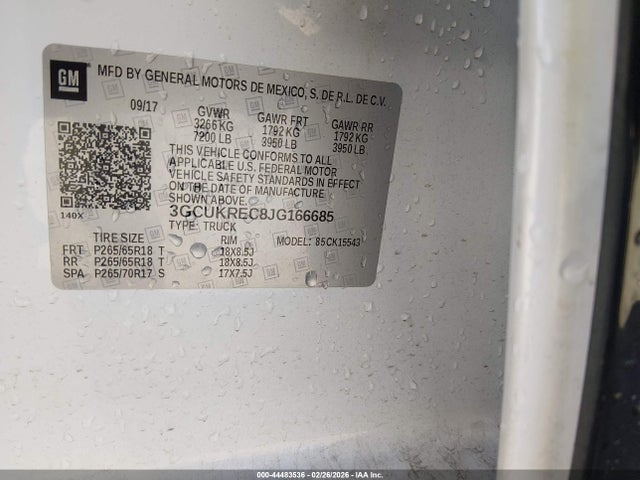 GM
MFD BY GENERAL MOTORS DE MEXICO, S. DE R.L. DE C.V.
09/17
GVWR GAWR FRT GAWR RR
3266 KG 1792 KG 1792 KG
7200 LB 3950 LB 3950 LB
THIS VEHICLE CONFORMS TO ALL
APPLICABLE U.S. FEDERAL MOTOR
VEHICLE SAFETY STANDARDS IN EFFECT
ON THE DATE OF MANUFACTURE
SHOWN ABOVE.
140X
3GCUKREC8JG166685
TYPE: TRUCK
TIRE SIZE RIM MODEL: 85CK15543
FRT P265/65R18 T 18X8.5J
RR P265/65R18 T 18X8.5J
SPA P265/70R17 S 17X7.5J
000-44483536 - 02/26/2026 - IAA Inc.